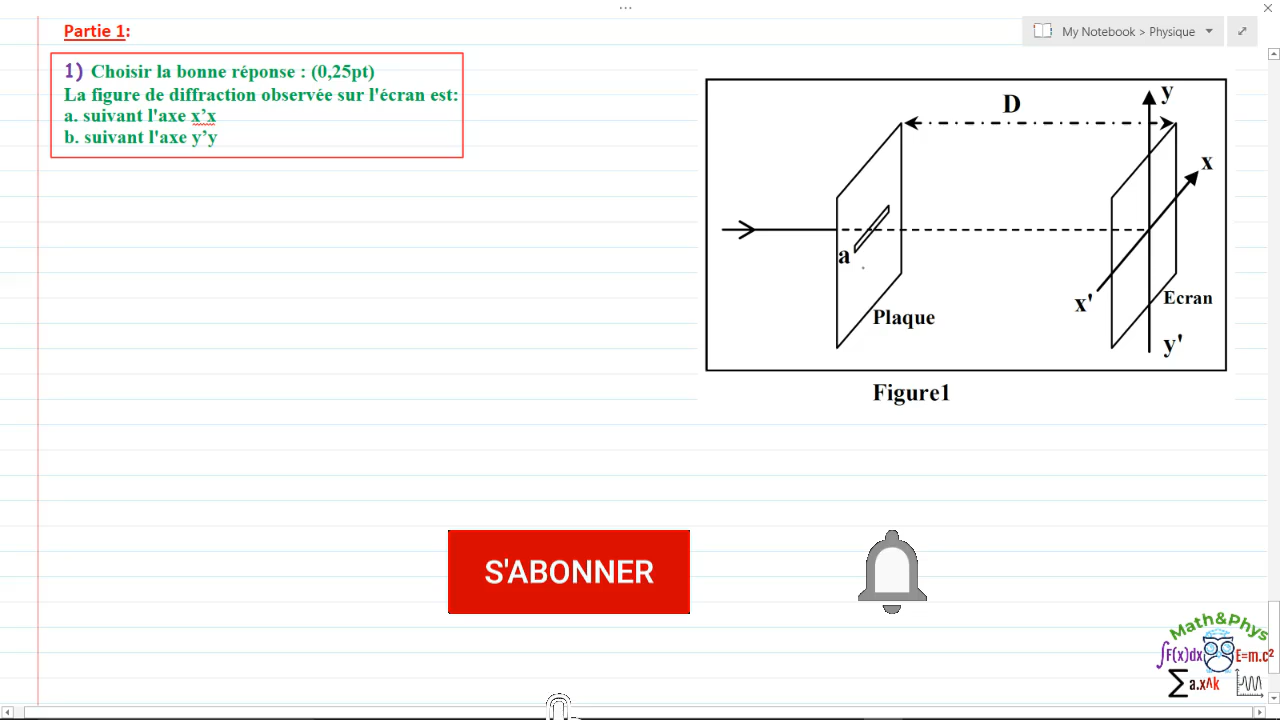 Partie 1:
My Notebook > Physique
1) Choisir la bonne réponse : (0,25pt)
La figure de diffraction observée sur l'écran est:
a. suivant l'axe x’x
b. suivant l'axe y’y
y
D
x
a
x'
Ecran
Plaque
y'
Figure1
S'ABONNER
Math&Phys
∫F(x)dx
E=m.c²
∑ a.x^k